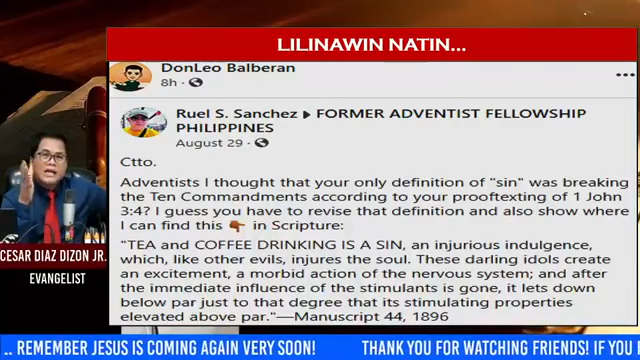 LILINAWIN NATIN...
DonLeo Balberan
8h ·
Ruel S. Sanchez ▸ FORMER ADVENTIST FELLOWSHIP
PHILIPPINES
August 29 ·
Ctto.
Adventists I thought that your only definition of "sin" was breaking
the Ten Commandments according to your prooftexting of 1 John
3:4? I guess you have to revise that definition and also show where
I can find this 👇 in Scripture:
"TEA and COFFEE DRINKING IS A SIN, an injurious indulgence,
which, like other evils, injures the soul. These darling idols create
an excitement, a morbid action of the nervous system; and after
the immediate influence of the stimulants is gone, it lets down
below par just to that degree that its stimulating properties
elevated above par."—Manuscript 44, 1896
CESAR DIAZ DIZON JR.
EVANGELIST
.. REMEMBER JESUS IS COMING AGAIN VERY SOON! THANK YOU FOR WATCHING FRIENDS! IF YOU